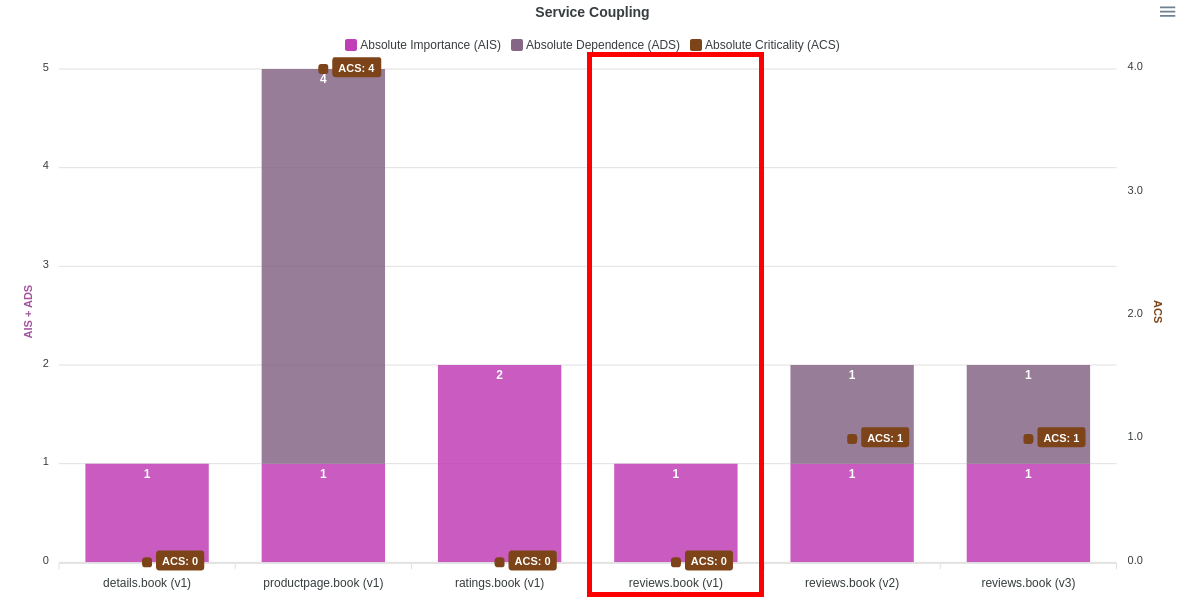 Service Coupling
Absolute Importance (AIS) Absolute Dependence (ADS) Absolute Criticality (ACS)
5
4
3
2
1
0
AIS + ADS
4.0
3.0
2.0
1.0
0.0
ACS
1
ACS: 0
4
ACS: 4
1
2
ACS: 0
1
ACS: 0
1
ACS: 1
1
1
ACS: 1
1
details.book (v1) productpage.book (v1) ratings.book (v1) reviews.book (v1) reviews.book (v2) reviews.book (v3)